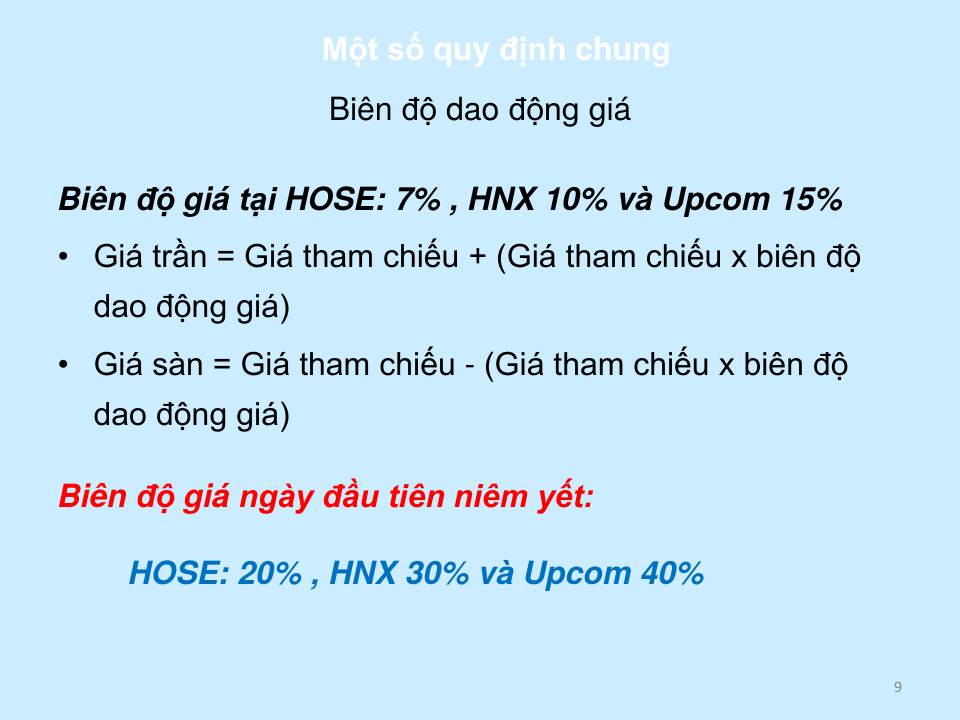 Một số quy định chung
Biên độ dao động giá
Biên độ giá tại HOSE: 7% , HNX 10% và Upcom 15%
• Giá trần = Giá tham chiếu + (Giá tham chiếu x biên độ
dao động giá)
• Giá sàn = Giá tham chiếu - (Giá tham chiếu x biên độ
dao động giá)
Biên độ giá ngày đầu tiên niêm yết:
HOSE: 20% , HNX 30% và Upcom 40%
9